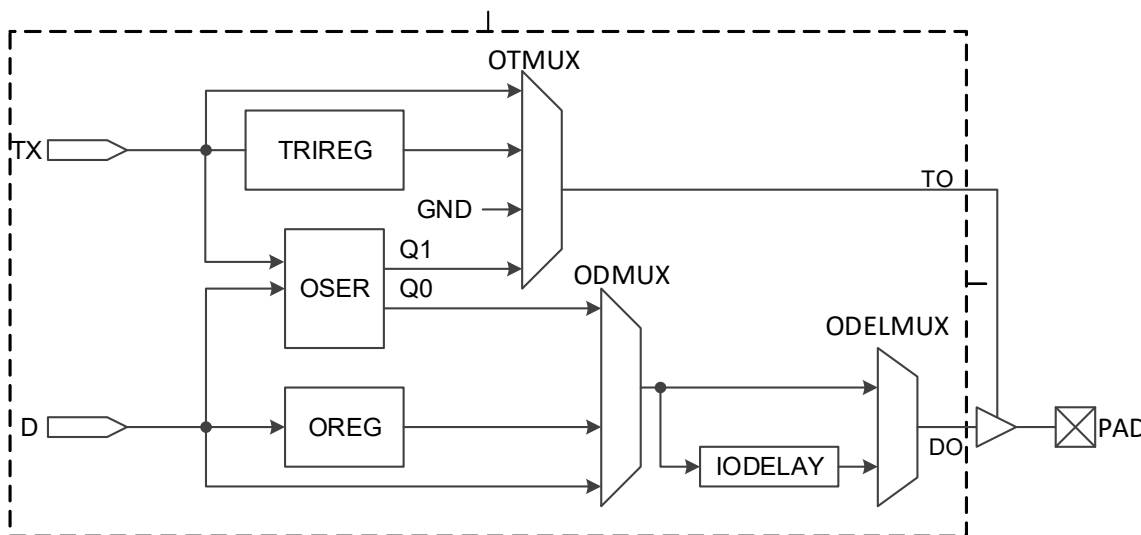 OTMUX
TX
TRIREG
TO
GND
Q1
OSER
Q0
ODMUX
ODELMUX
D
OREG
DO
PAD
IODELAY